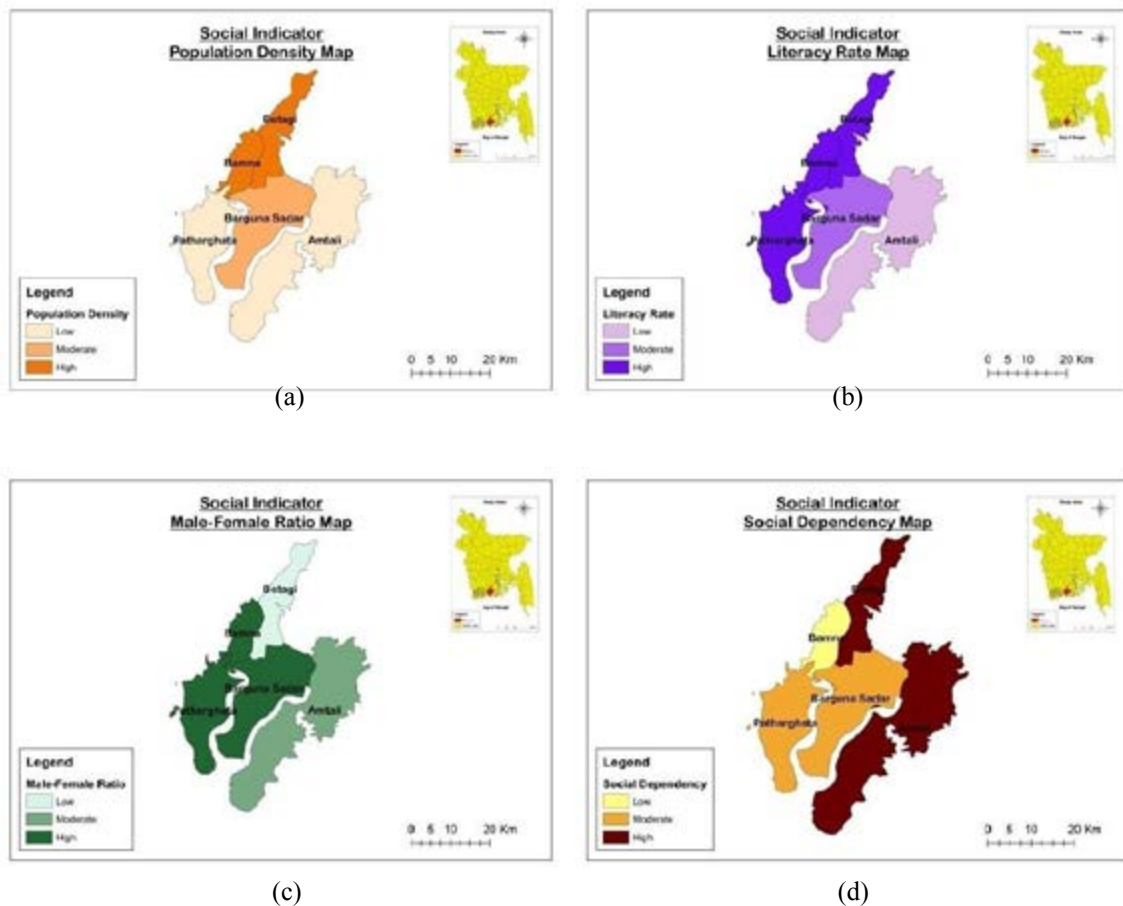 Social Indicator
Population Density Map
Betagi
Bamna
Barguna Sadar
Patharghata
Amtali
Legend
Population Density
Low
Moderate
High
0 5 10 20 Km
(a)
Social Indicator
Literacy Rate Map
Betagi
Bamna
Barguna Sadar
Patharghata
Amtali
Legend
Literacy Rate
Low
Moderate
High
0 5 10 20 Km
(b)
Social Indicator
Male-Female Ratio Map
Betagi
Bamna
Barguna Sadar
Patharghata
Amtali
Legend
Male-Female Ratio
Low
Moderate
High
0 5 10 20 Km
(c)
Social Indicator
Social Dependency Map
Bamna
Barguna Sadar
Patharghata
Legend
Social Dependency
Low
Moderate
High
0 5 10 20 Km
(d)